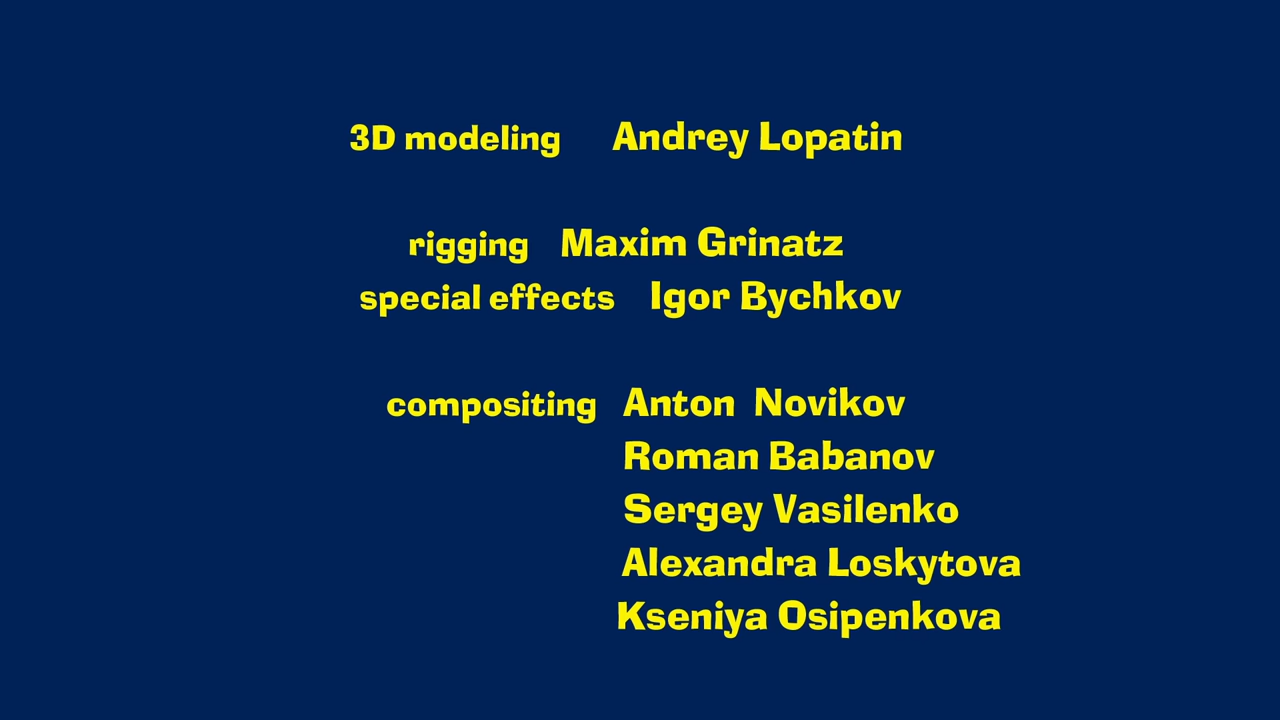 3D modeling Andrey Lopatin
rigging Maxim Grinatz
special effects Igor Bychkov
compositing Anton Novikov
Roman Babanov
Sergey Vasilenko
Alexandra Loskytova
Kseniya Osipenkova